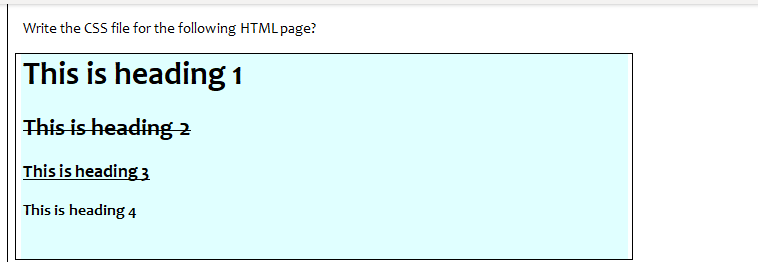 Write the CSS file for the following HTML page?
This is heading 1
This is heading 2
This is heading 3
This is heading 4